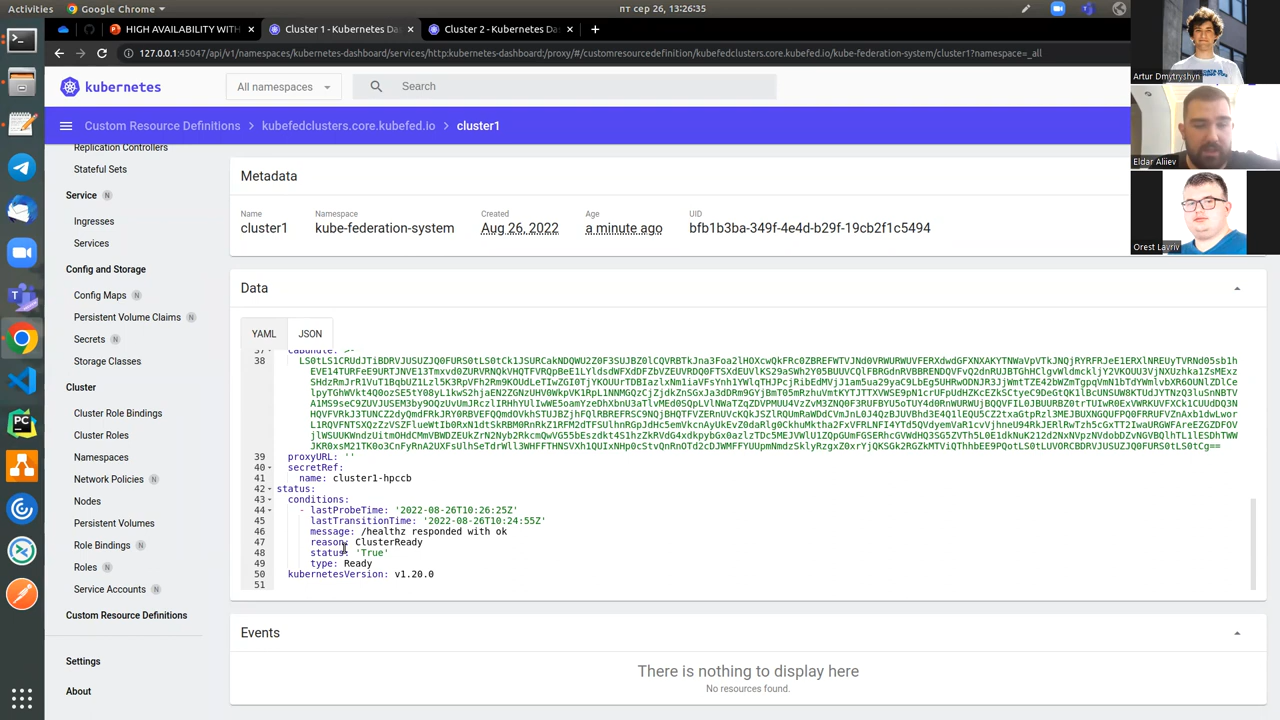 Activities
Google Chrome
пт сер 26, 13:26:35
HIGH AVAILABILITY WITH
Cluster 1 - Kubernetes Da
Cluster 2 - Kubernetes Da
127.0.0.1:45047/api/v1/namespaces/kubernetes-dashboard/services/http:kubernetes-dashboard:/proxy/#/customresourcedefinition/kubefedclusters.core.kubefed.io/kube-federation-system/cluster1?namespace=_all
kubernetes
All namespaces
Search
Custom Resource Definitions
kubefedclusters.core.kubefed.io
cluster1
Artur Dmytryshyn
Eldar Aliiev
Orest Lavriv
Replication Controllers
Stateful Sets
Service N
Ingresses
Services
Config and Storage
Config Maps N
Persistent Volume Claims N
Secrets N
Storage Classes
Cluster
Cluster Role Bindings
Cluster Roles
Namespaces
Network Policies N
Nodes
Persistent Volumes
Role Bindings N
Roles N
Service Accounts N
Custom Resource Definitions
Settings
About
Metadata
Name
cluster1
Namespace
kube-federation-system
Created
Aug 26, 2022
Age
a minute ago
UID
bfb1b3ba-349f-4e4d-b29f-19cb2f1c5494
Data
YAML
JSON
37 caBundle: >-
38
39 proxyURL: ''
40 secretRef:
41 name: cluster1-hpccb
42 status:
43 conditions:
44 - lastProbeTime: '2022-08-26T10:26:25Z'
45 lastTransitionTime: '2022-08-26T10:24:55Z'
46 message: /healthz responded with ok
47 reason: ClusterReady
48 status: 'True'
49 type: Ready
50 kubernetesVersion: v1.20.0
51
Events
There is nothing to display here
No resources found.